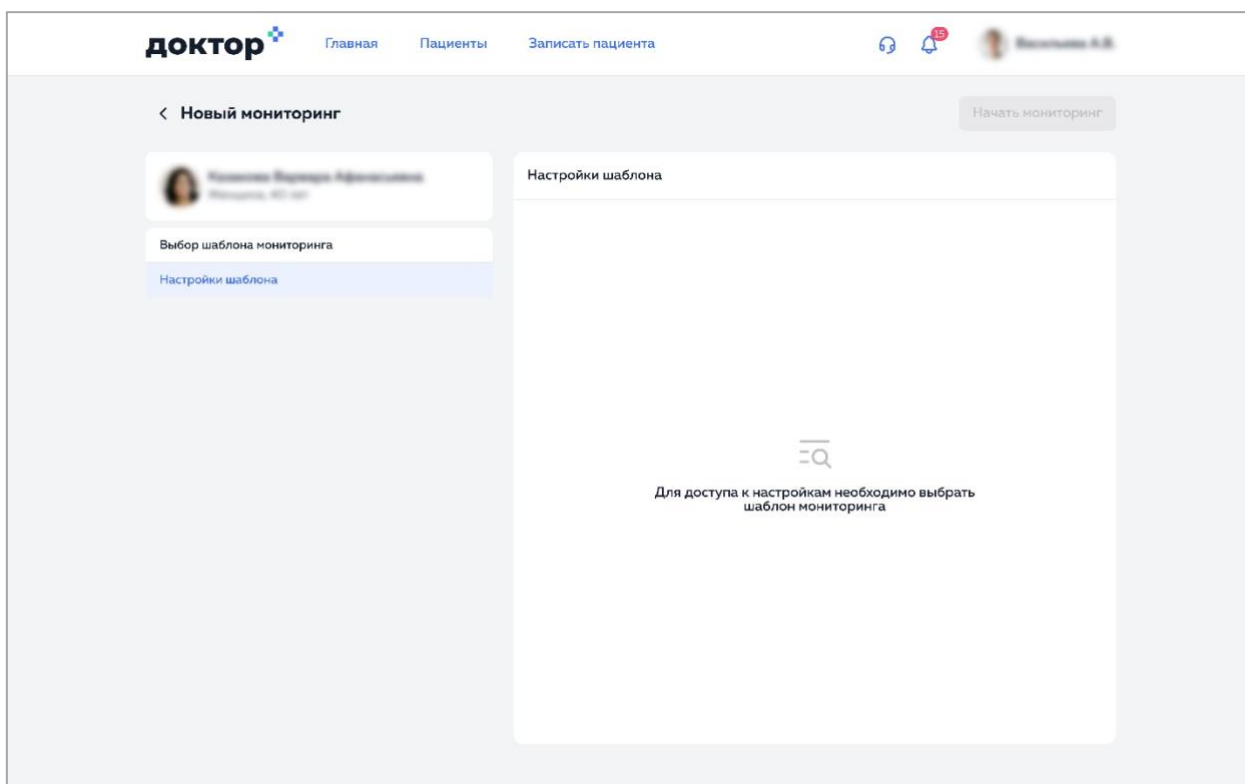 доктор
Главная
Пациенты
Записать пациента
15
Новый мониторинг
Начать мониторинг
Настройки шаблона
Выбор шаблона мониторинга
Настройки шаблона
Для доступа к настройкам необходимо выбрать
шаблон мониторинга